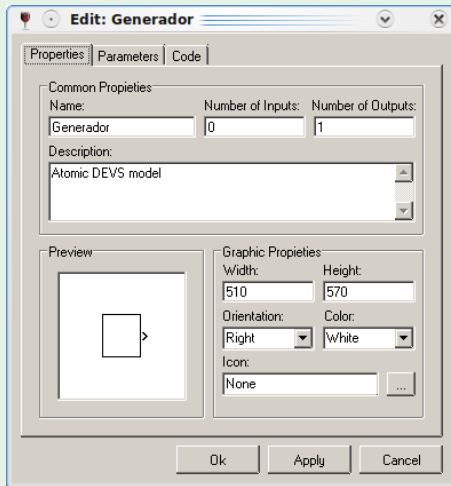 Edit: Generador
Properties Parameters Code
Common Propieties
Name: Number of Inputs: Number of Outputs:
Generador 0 1
Description:
Atomic DEVS model
Preview
Graphic Propieties
Width: Height:
510 570
Orientation: Color:
Right White
Icon:
None ...
Ok Apply Cancel